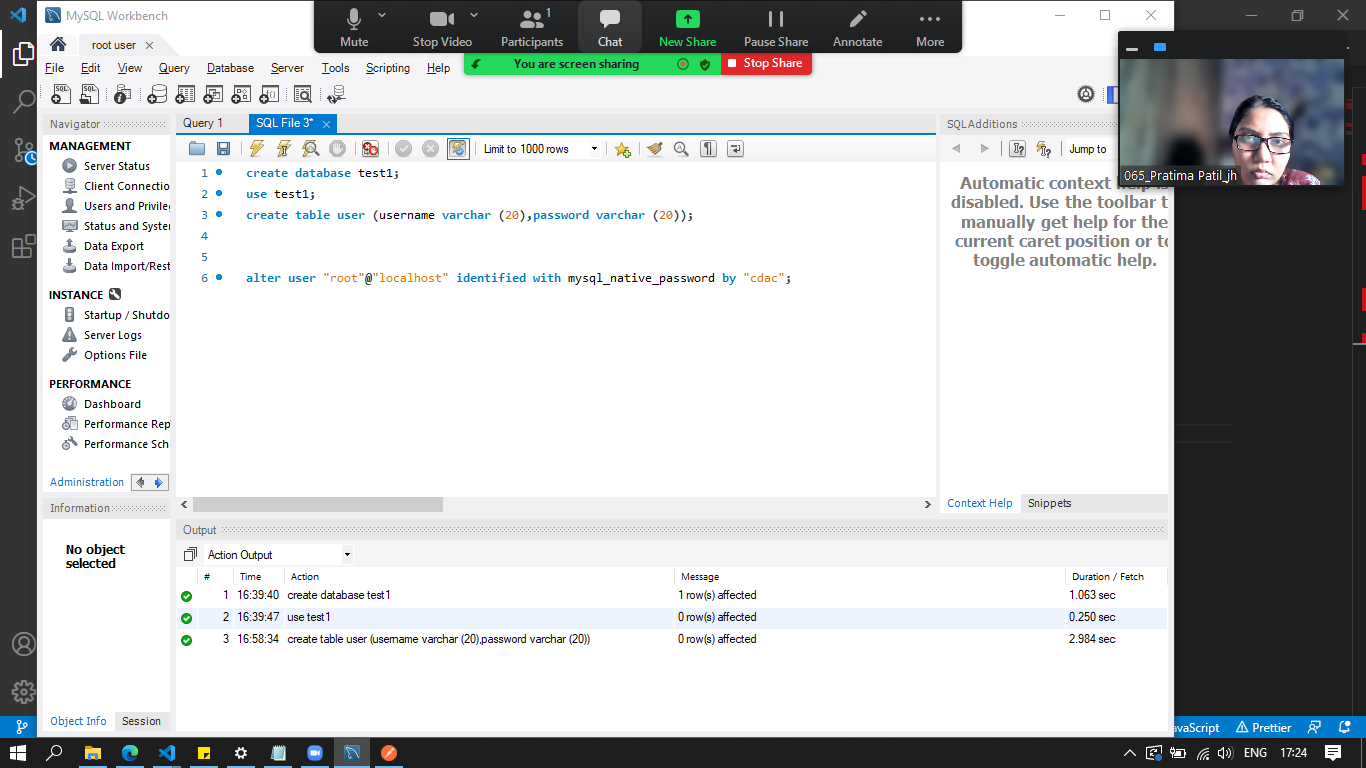 MySQL Workbench
Mute
Stop Video
1
Participants
Chat
New Share
Pause Share
Annotate
More
You are screen sharing
Stop Share
root user
File Edit View Query Database Server Tools Scripting Help
065_Pratima Patil_jh
Navigator
MANAGEMENT
Server Status
Client Connectio
Users and Privile
Status and Syste
Data Export
Data Import/Rest
INSTANCE
Startup / Shutdo
Server Logs
Options File
PERFORMANCE
Dashboard
Performance Rep
Performance Sch
Administration
Information
No object
selected
Object Info Session
Query 1 SQL File 3*
Limit to 1000 rows
1 create database test1;
2 use test1;
3 create table user (username varchar (20),password varchar (20));
4
5
6 alter user "root"@"localhost" identified with mysql_native_password by "cdac";
SQLAdditions
Jump to
Automatic context help is
disabled. Use the toolbar t
manually get help for the
current caret position or to
toggle automatic help.
Context Help Snippets
Output
Action Output
# Time Action Message Duration / Fetch
1 16:39:40 create database test1 1 row(s) affected 1.063 sec
2 16:39:47 use test1 0 row(s) affected 0.250 sec
3 16:58:34 create table user (username varchar (20),password varchar (20)) 0 row(s) affected 2.984 sec
avaScript Prettier
ENG 17:24